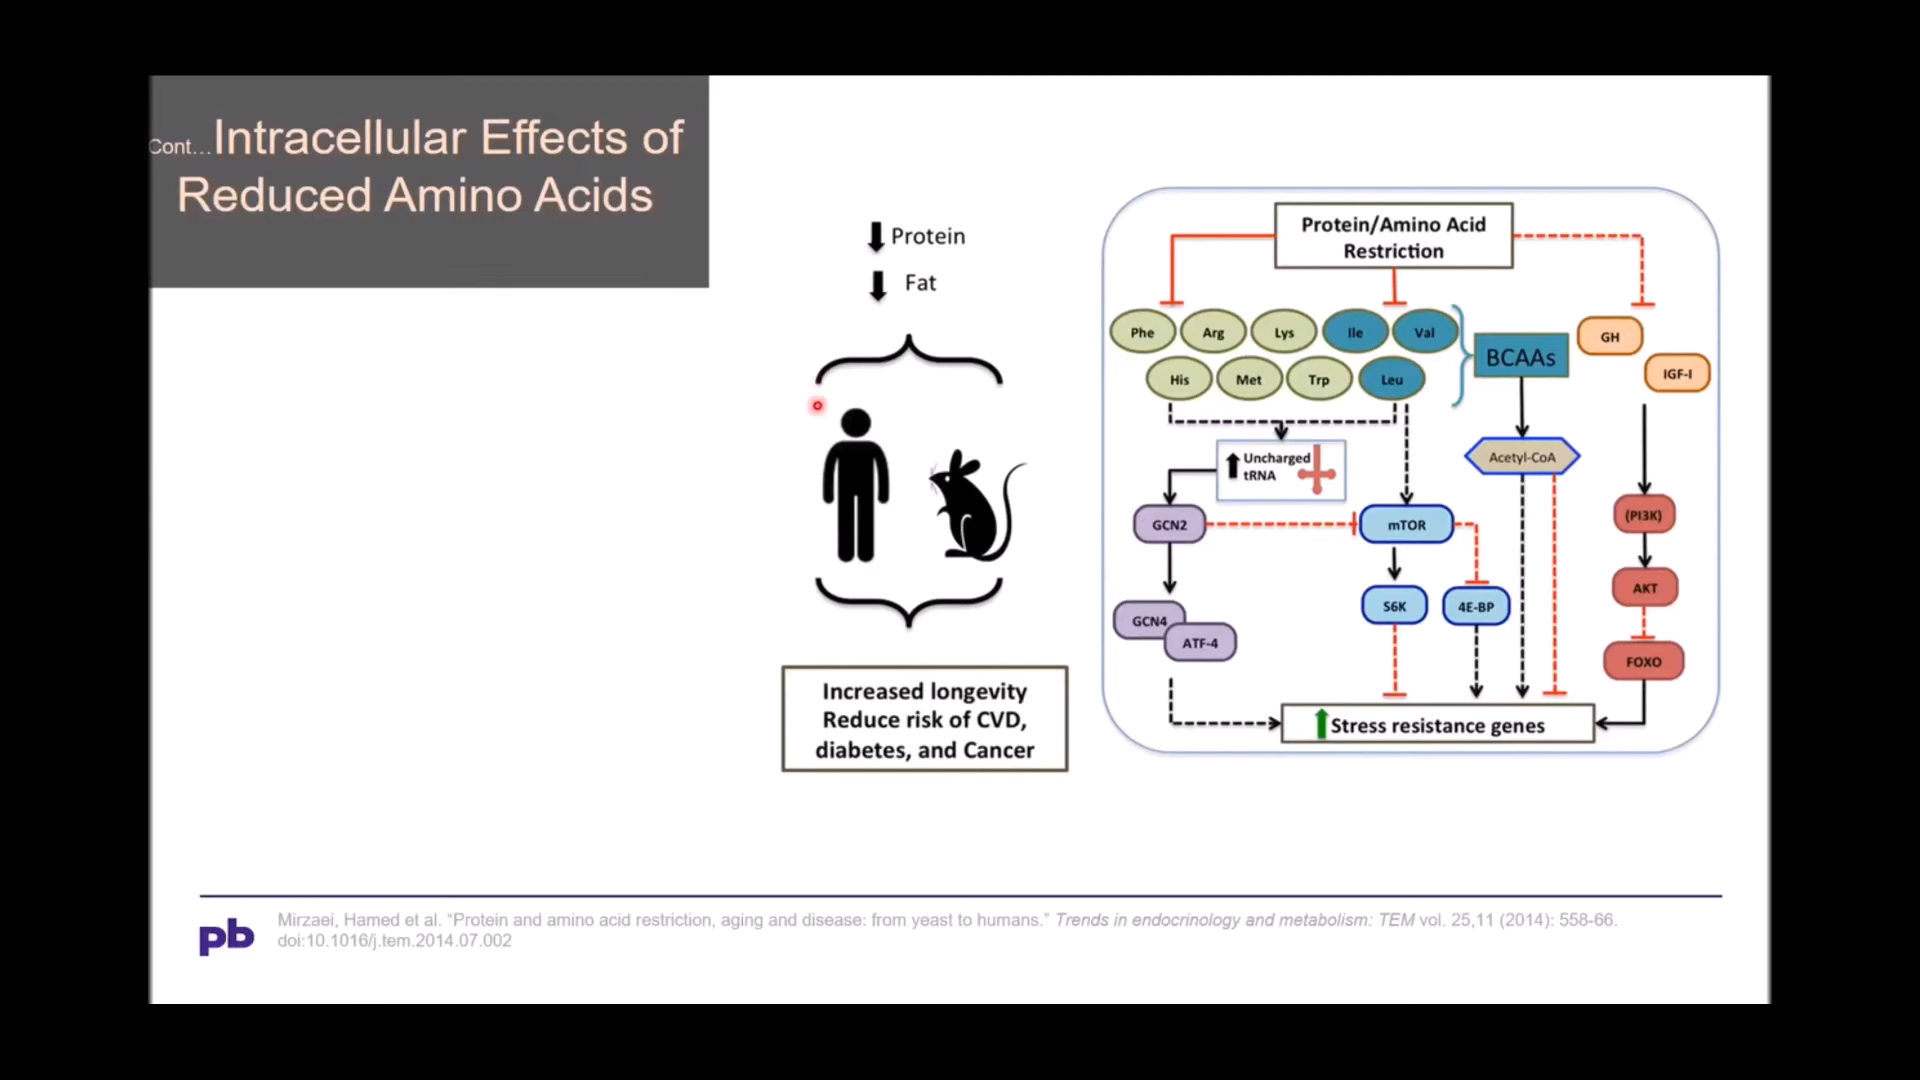 Cont...Intracellular Effects of
Reduced Amino Acids
Protein
Fat
Increased longevity
Reduce risk of CVD,
diabetes, and Cancer
Protein/Amino Acid
Restriction
Phe Arg Lys Ile Val
His Met Trp Leu
BCAAs
GH
IGF-I
Uncharged
tRNA
Acetyl-CoA
GCN2
mTOR
(PI3K)
S6K
4E-BP
AKT
GCN4
ATF-4
FOXO
Stress resistance genes
pb
Mirzaei, Hamed et al. “Protein and amino acid restriction, aging and disease: from yeast to humans.” Trends in endocrinology and metabolism: TEM vol. 25,11 (2014): 558-66.
doi:10.1016/j.tem.2014.07.002